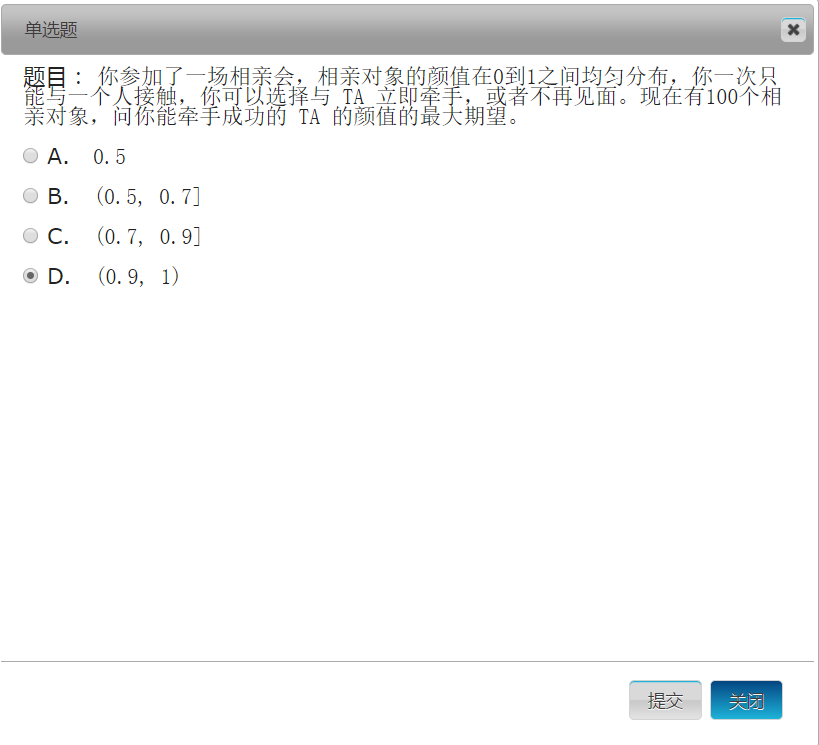 单选题
题目： 你参加了一场相亲会，相亲对象的颜值在0到1之间均匀分布，你一次只
能与一个人接触，你可以选择与 TA 立即牵手，或者不再见面。现在有100个相
亲对象，问你能牵手成功的 TA 的颜值的最大期望。
A. 0.5
B. (0.5, 0.7]
C. (0.7, 0.9]
D. (0.9, 1)
提交 关闭